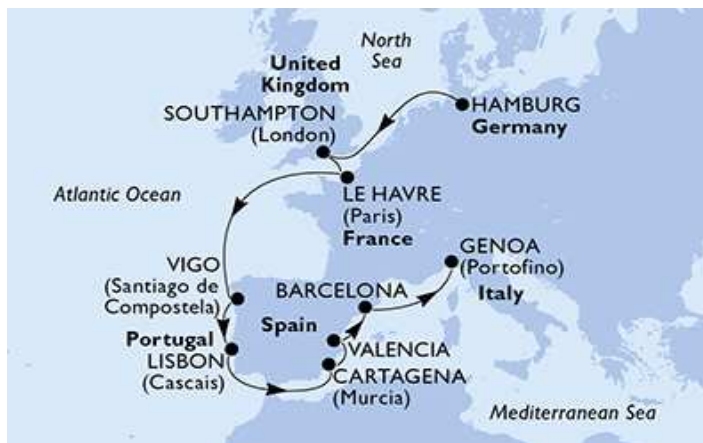 North
Sea
United
Kingdom
SOUTHAMPTON
(London)
HAMBURG
Germany
Atlantic Ocean
LE HAVRE
(Paris)
France
VIGO
(Santiago de
Compostela)
GENOA
(Portofino)
Italy
BARCELONA
Portugal
LISBON
(Cascais)
Spain
VALENCIA
CARTAGENA
(Murcia)
Mediterranean Sea